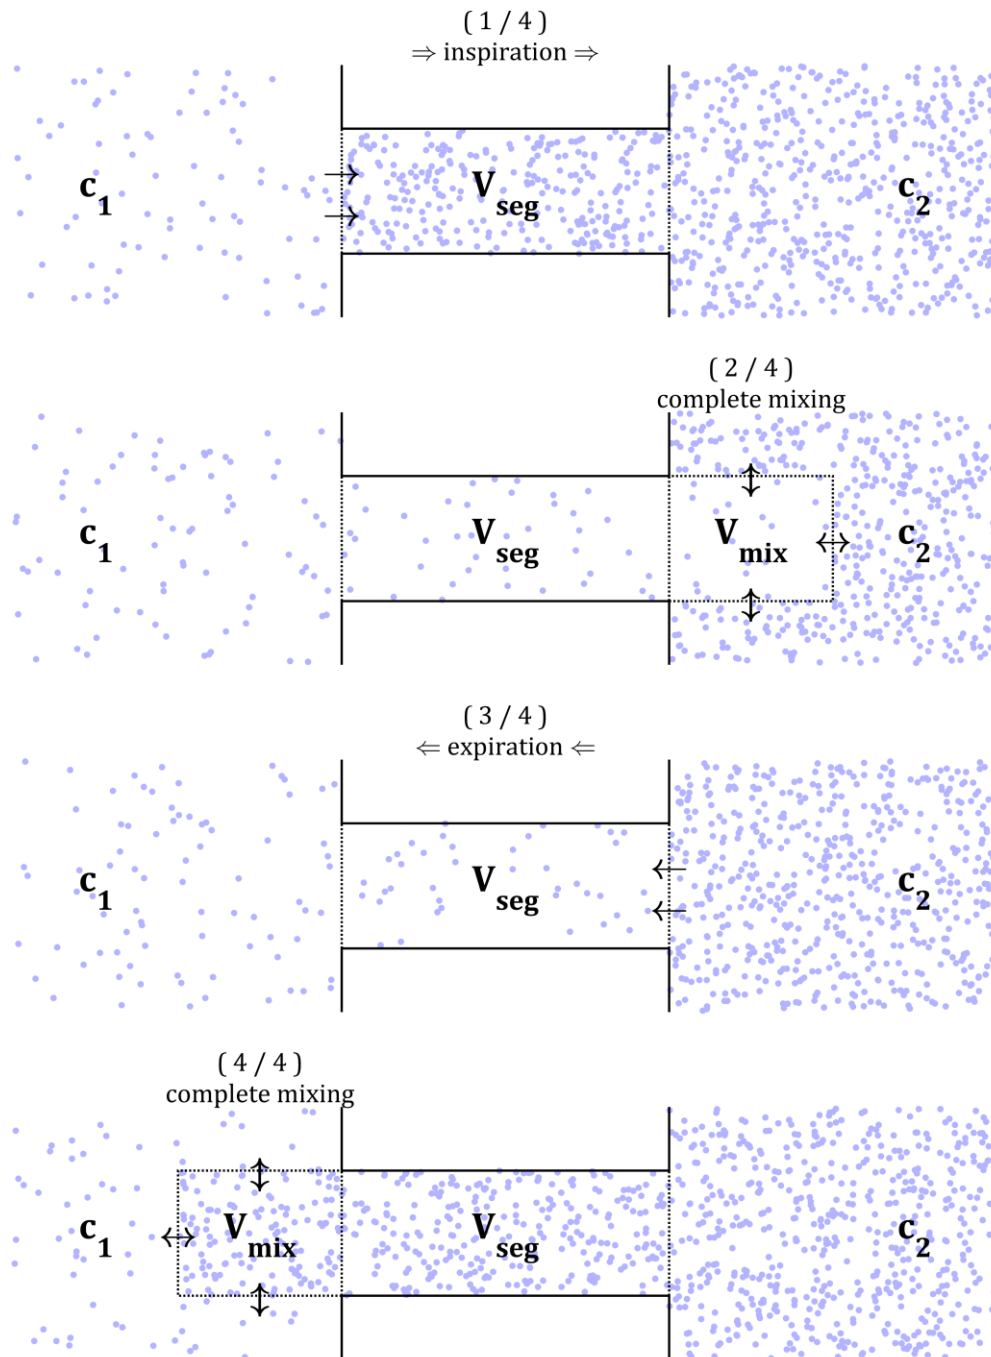 ( 1 / 4 )
⇒ inspiration ⇒
c1 Vseg c2
( 2 / 4 )
complete mixing
c1 Vseg Vmix c2
( 3 / 4 )
⇐ expiration ⇐
c1 Vseg c2
( 4 / 4 )
complete mixing
c1 Vmix Vseg c2